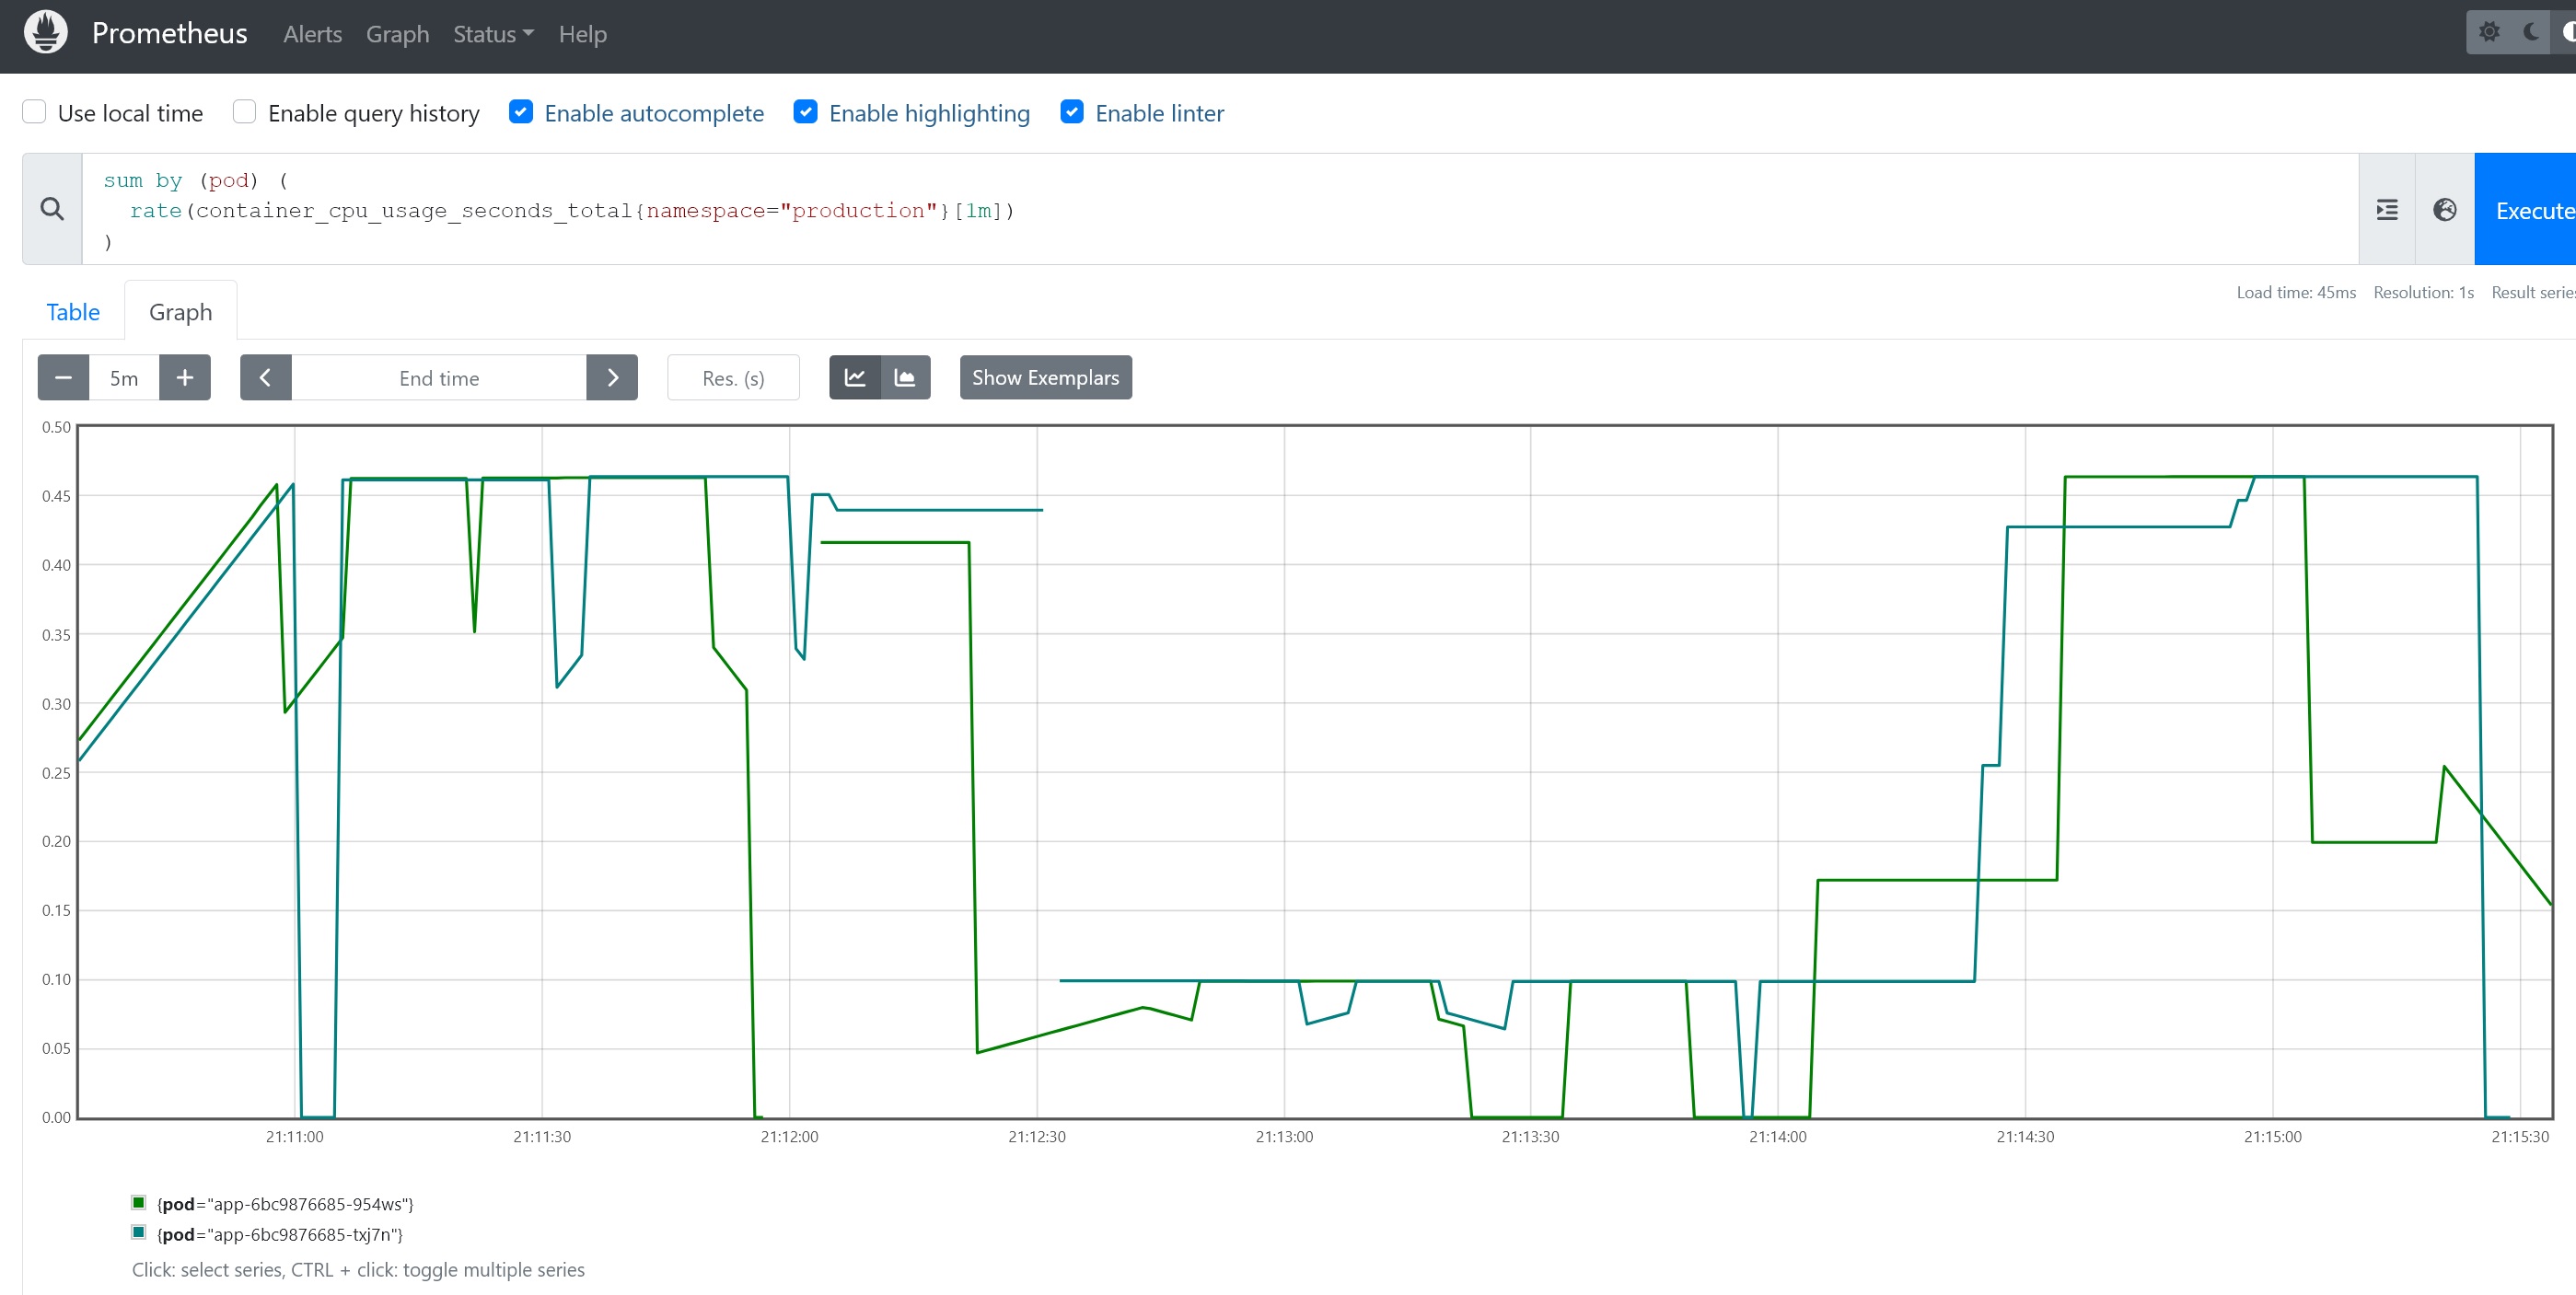 Prometheus Alerts Graph Status Help
Use local time Enable query history Enable autocomplete Enable highlighting Enable linter
sum by (pod) (
rate(container_cpu_usage_seconds_total{namespace="production"}[1m])
)
Execute
Table Graph
Load time: 45ms Resolution: 1s Result series
5m End time Res. (s) Show Exemplars
0.50
0.45
0.40
0.35
0.30
0.25
0.20
0.15
0.10
0.05
0.00
21:11:00 21:11:30 21:12:00 21:12:30 21:13:00 21:13:30 21:14:00 21:14:30 21:15:00 21:15:30
{pod="app-6bc9876685-954ws"}
{pod="app-6bc9876685-txj7n"}
Click: select series, CTRL + click: toggle multiple series